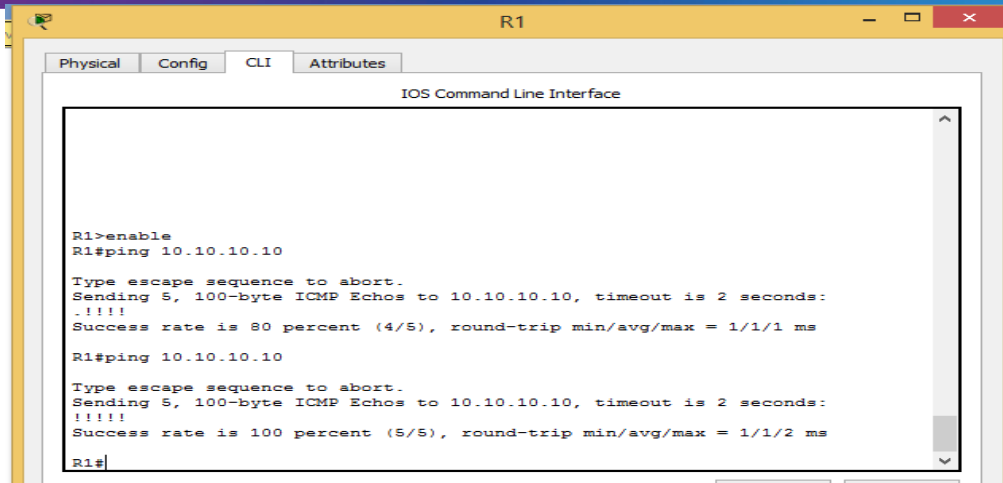 R1
Physical Config CLI Attributes
IOS Command Line Interface
R1>enable
R1#ping 10.10.10.10
Type escape sequence to abort.
Sending 5, 100-byte ICMP Echos to 10.10.10.10, timeout is 2 seconds:
.!!!!
Success rate is 80 percent (4/5), round-trip min/avg/max = 1/1/1 ms
R1#ping 10.10.10.10
Type escape sequence to abort.
Sending 5, 100-byte ICMP Echos to 10.10.10.10, timeout is 2 seconds:
!!!!!
Success rate is 100 percent (5/5), round-trip min/avg/max = 1/1/2 ms
R1#